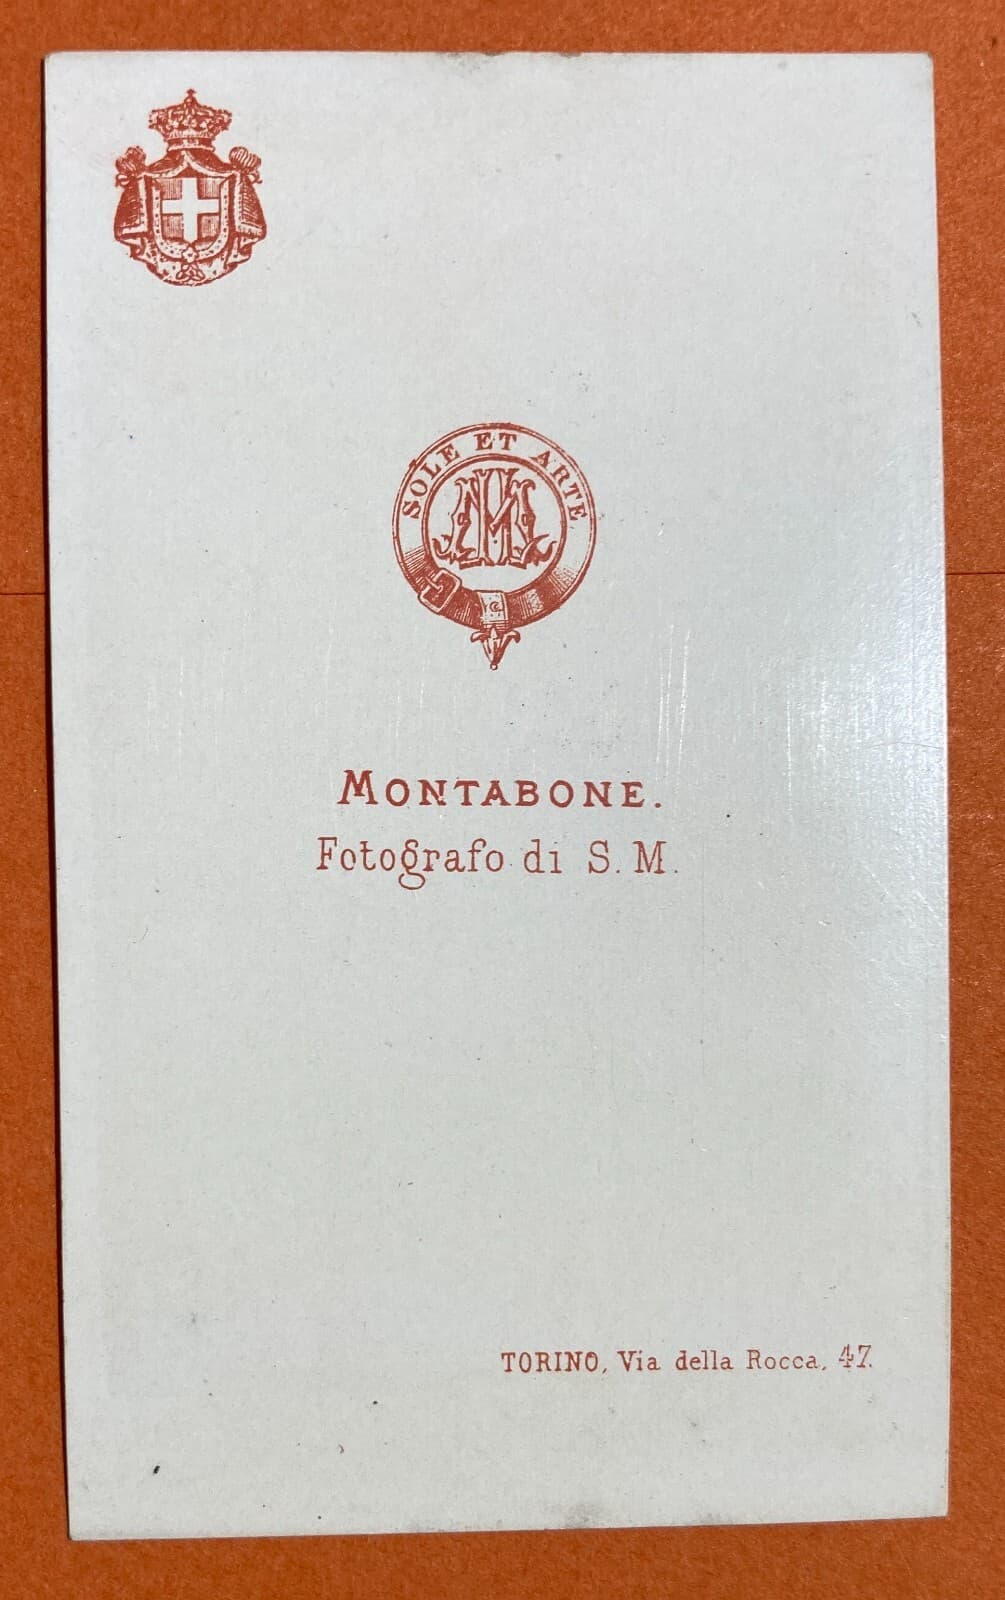 SOLE ET ARTE
MONTABONE.
Fotografo di S. M.
TORINO, Via della Rocca, 47.